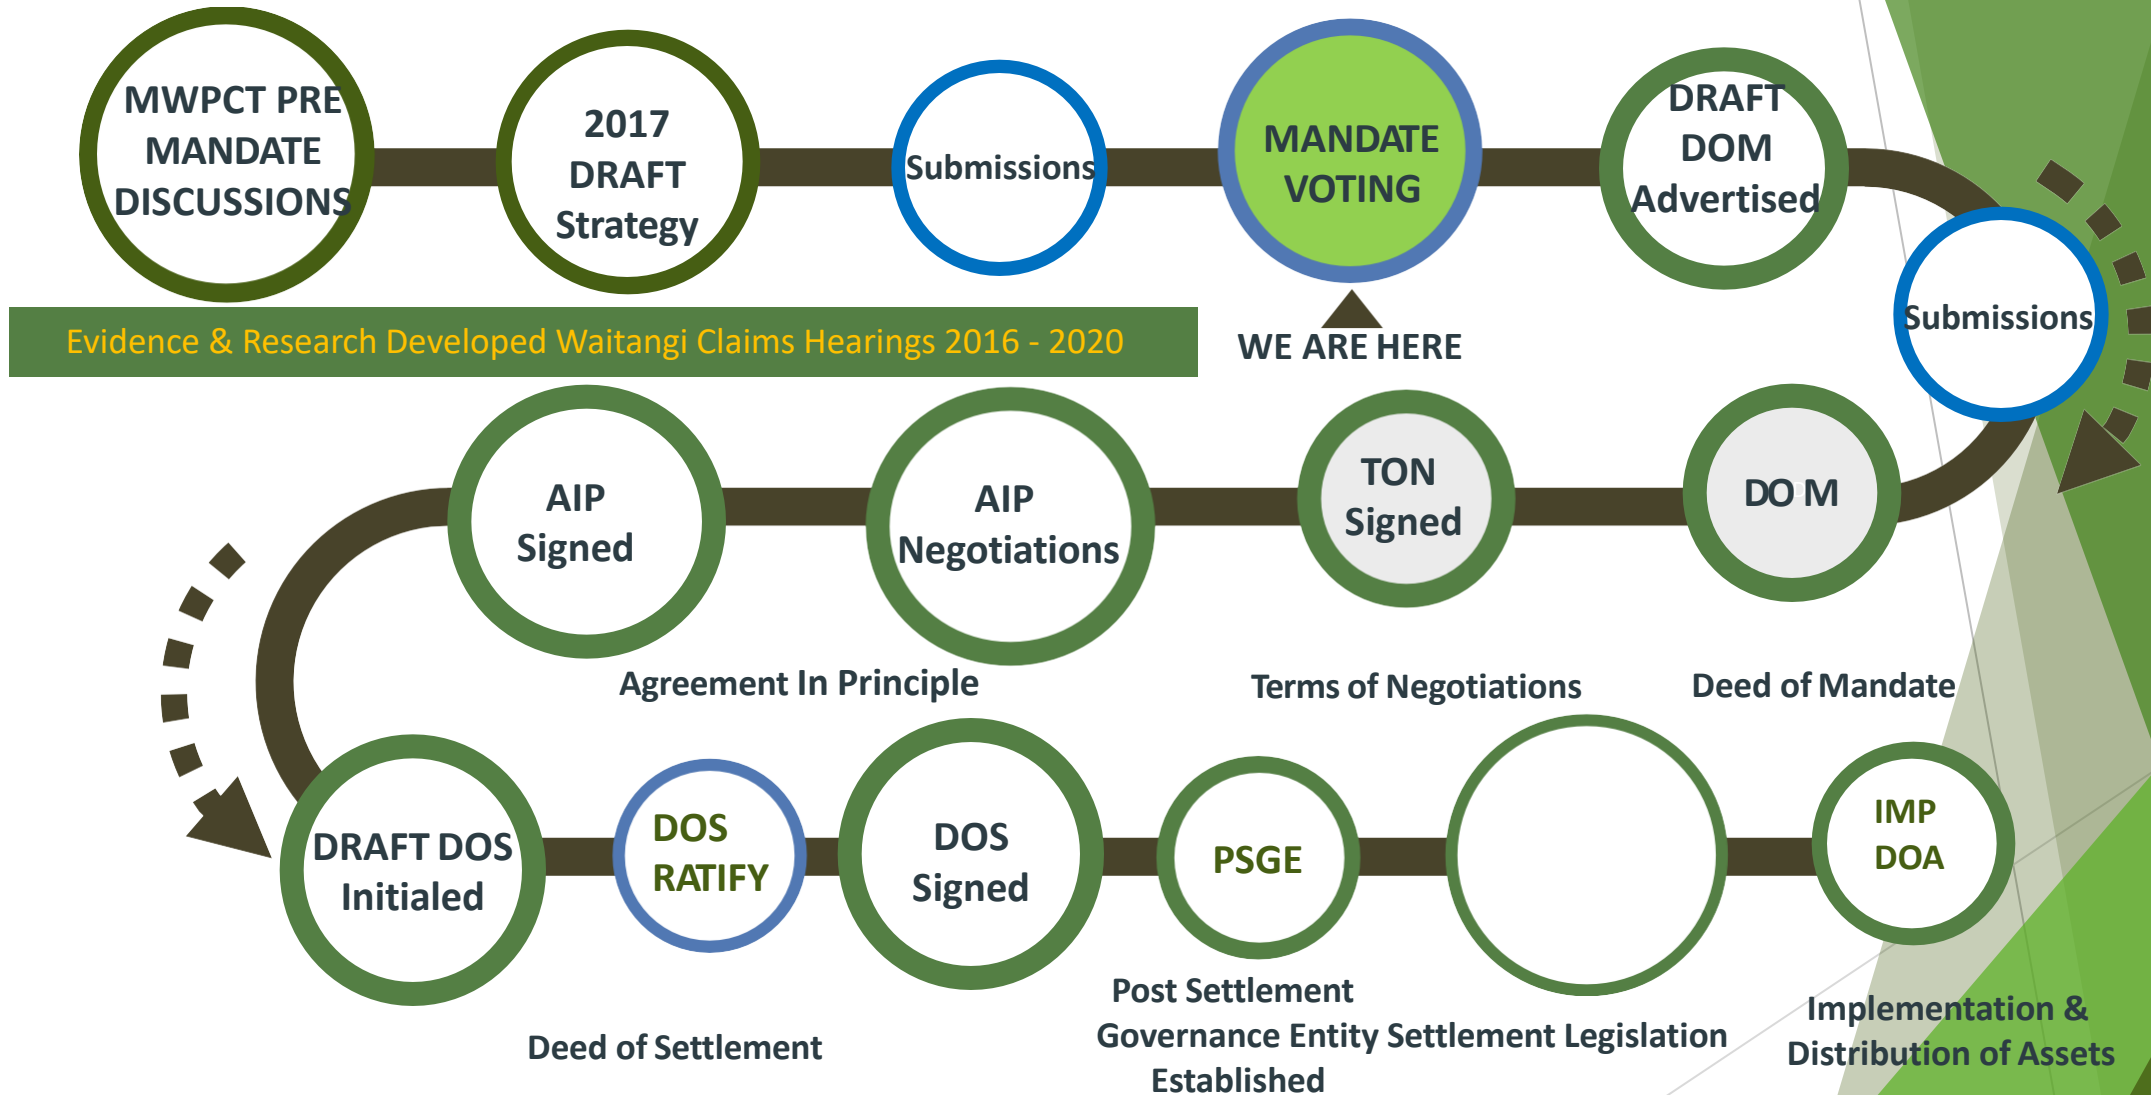 MWPCT PRE
MANDATE
DISCUSSIONS
2017
DRAFT
Strategy
Submissions
MANDATE
VOTING
DRAFT
DOM
Advertised
Submissions
Evidence & Research Developed Waitangi Claims Hearings 2016 - 2020
WE ARE HERE
AIP
Signed
AIP
Negotiations
TON
Signed
DOM
Agreement In Principle
Terms of Negotiations
Deed of Mandate
DRAFT DOS
Initialed
DOS
RATIFY
DOS
Signed
PSGE
IMP
DOA
Deed of Settlement
Post Settlement
Governance Entity Settlement Legislation
Established
Implementation &
Distribution of Assets